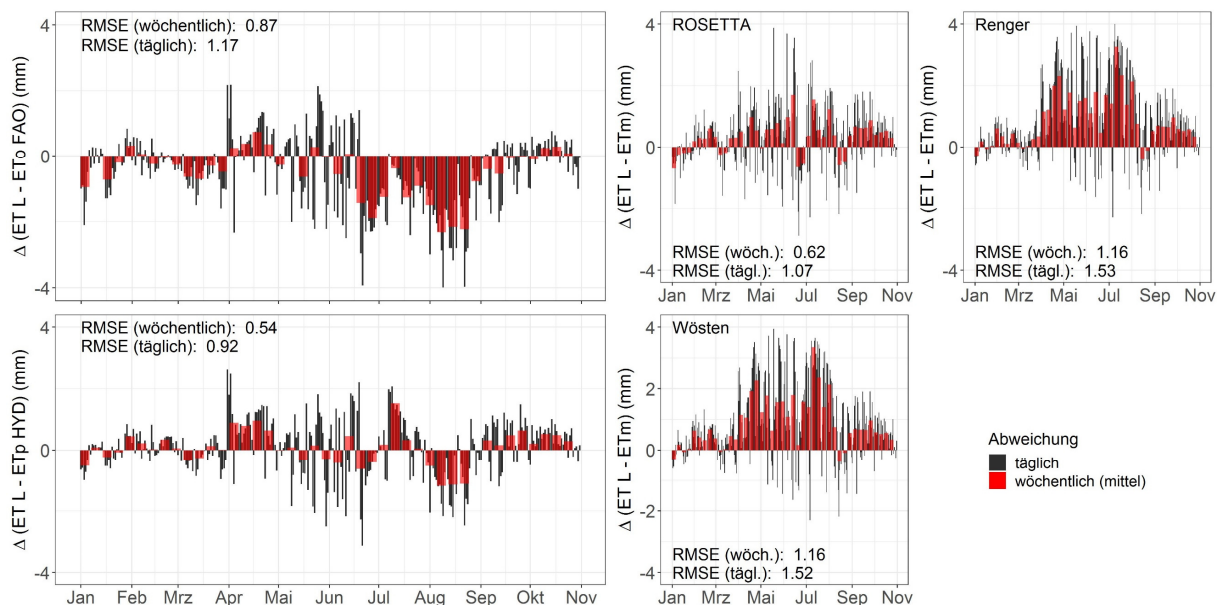 RMSE (wöchentlich): 0.87
RMSE (täglich): 1.17
Δ (ET L - ETo FAO) (mm)
4
0
-4
RMSE (wöchentlich): 0.54
RMSE (täglich): 0.92
Δ (ET L - ETp HYD) (mm)
4
0
-4
Jan Feb Mrz Apr Mai Jun Jul Aug Sep Okt Nov
ROSETTA
Δ (ET L - ETm) (mm)
4
0
-4
RMSE (wöch.): 0.62
RMSE (tägl.): 1.07
Jan Mrz Mai Jul Sep Nov
Renger
Δ (ET L - ETm) (mm)
4
0
-4
RMSE (wöch.): 1.16
RMSE (tägl.): 1.53
Jan Mrz Mai Jul Sep Nov
Wösten
Δ (ET L - ETm) (mm)
4
2
0
-2
-4
RMSE (wöch.): 1.16
RMSE (tägl.): 1.52
Jan Mrz Mai Jul Sep Nov
Abweichung
täglich
wöchentlich (mittel)